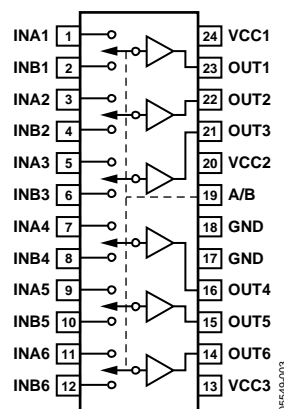 INA1 1 24 VCC1
INB1 2 23 OUT1
INA2 3 22 OUT2
INB2 4 21 OUT3
INA3 5 20 VCC2
INB3 6 19 A/B
INA4 7 18 GND
INB4 8 17 GND
INA5 9 16 OUT4
INB5 10 15 OUT5
INA6 11 14 OUT6
INB6 12 13 VCC3
05549-003